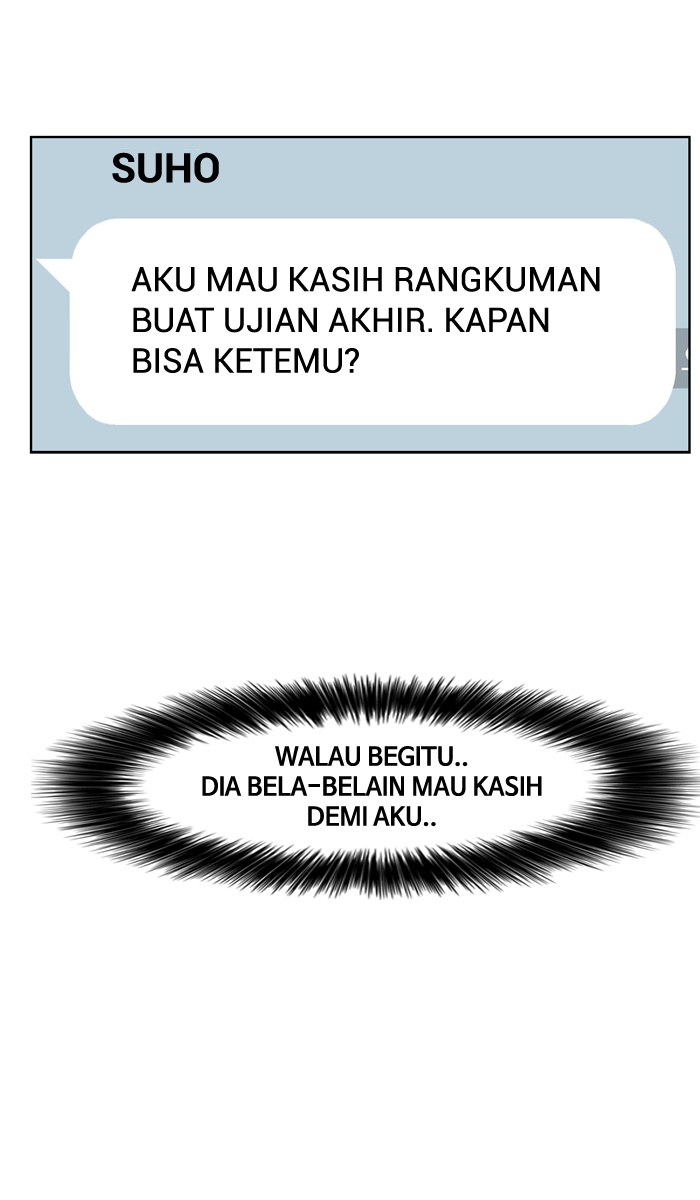 SUHO
AKU MAU KASIH RANGKUMAN
BUAT UJIAN AKHIR. KAPAN
BISA KETEMU?
WALAU BEGITU..
DIA BELA-BELAIN MAU KASIH
DEMI AKU..